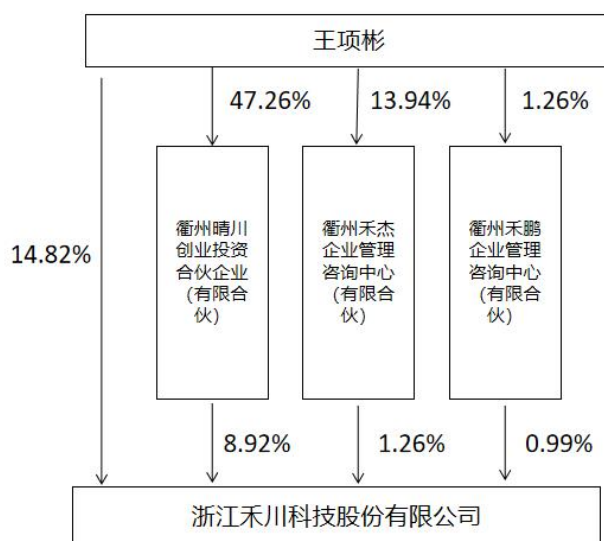 王项彬
47.26%
13.94%
1.26%
14.82%
衢州晴川
创业投资
合伙企业
（有限合
伙）
衢州禾杰
企业管理
咨询中心
（有限合
伙）
衢州禾鹏
企业管理
咨询中心
（有限合
伙）
8.92%
1.26%
0.99%
浙江禾川科技股份有限公司